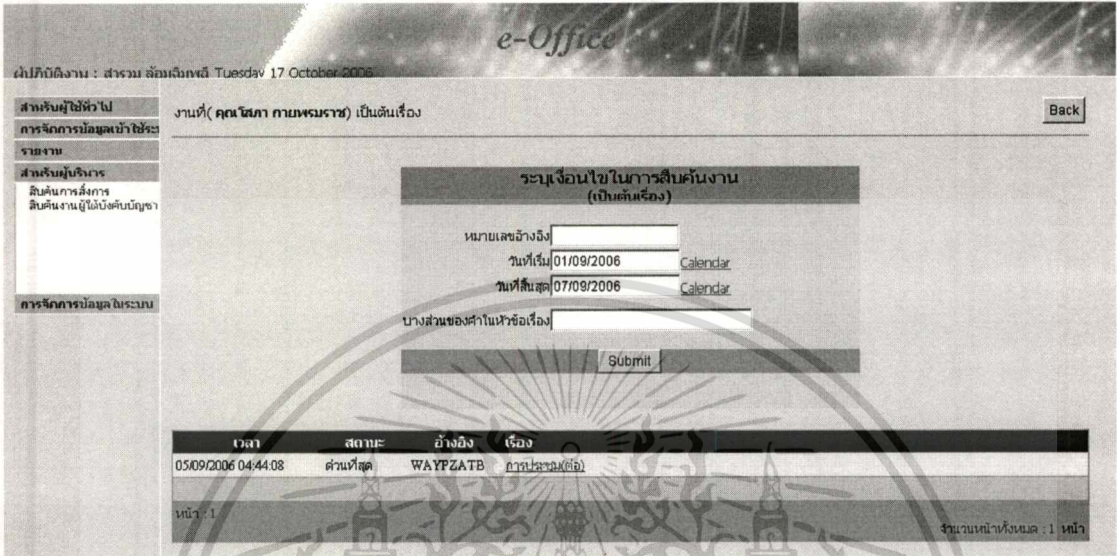 e-Office
ผู้ปฏิบัติงาน : Tuesday 17 October 2006
สำหรับผู้ใช้ทั่วไป
การจัดการข้อมูลเข้าใช้ระบ
รายงาน
สำหรับผู้บริหาร
สืบค้นการสั่งการ
สืบค้นงานผู้ใต้บังคับบัญชา
การจัดการข้อมูลในระบบ
งานที่( คุณโสภา กายพรมราช) เป็นต้นเรื่อง
Back
ระบุเงื่อนไขในการสืบค้นงาน
(เป็นต้นเรื่อง)
หมายเลขอ้างอิง
วันที่เริ่ม 01/09/2006 Calendar
วันที่สิ้นสุด 07/09/2006 Calendar
บางส่วนของคำในหัวข้อเรื่อง
Submit
เวลา สถานะ อ้างอิง เรื่อง
05/09/2006 04:44:08 ด่วนที่สุด WAYPZATB การประชุม(ต่อ)
หน้า : 1
จำนวนหน้าทั้งหมด : 1 หน้า